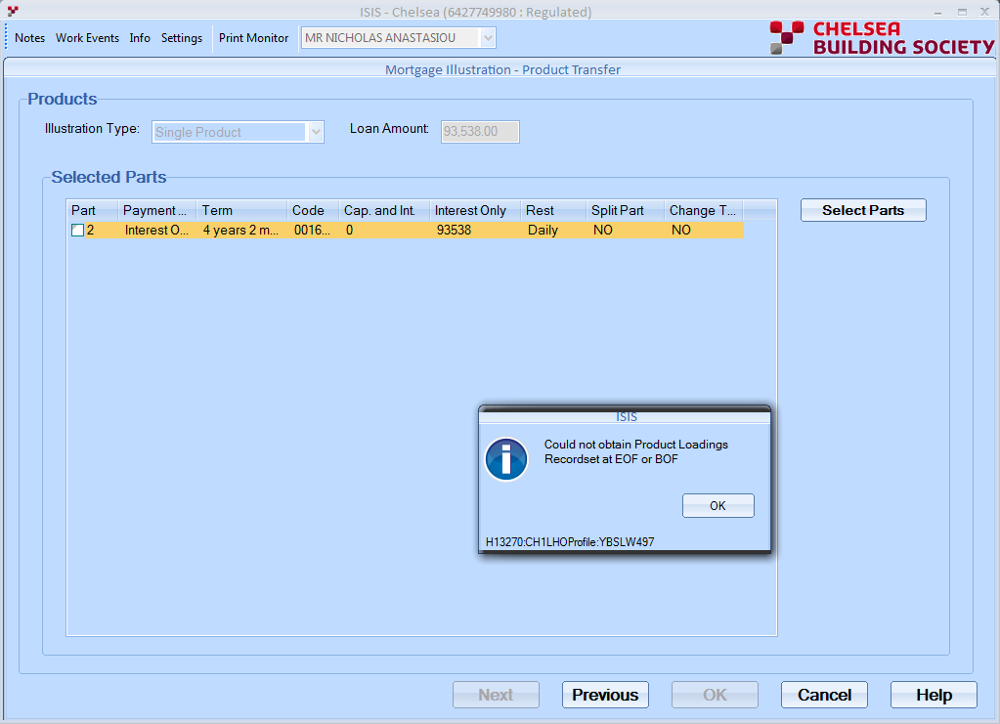 ISIS - Chelsea (6427749980 : Regulated)
Notes Work Events Info Settings Print Monitor MR NICHOLAS ANASTASIOU
CHELSEA
BUILDING SOCIETY
Mortgage Illustration - Product Transfer
Products
Illustration Type: Single Product Loan Amount: 93,538.00
Selected Parts
Part Payment ... Term Code Cap. and Int. Interest Only Rest Split Part Change T...
2 Interest O... 4 years 2 m... 0016... 0 93538 Daily NO NO
Select Parts
ISIS
Could not obtain Product Loadings
Recordset at EOF or BOF
OK
H13270:CH1LHOProfile:YBSLW497
Next Previous OK Cancel Help